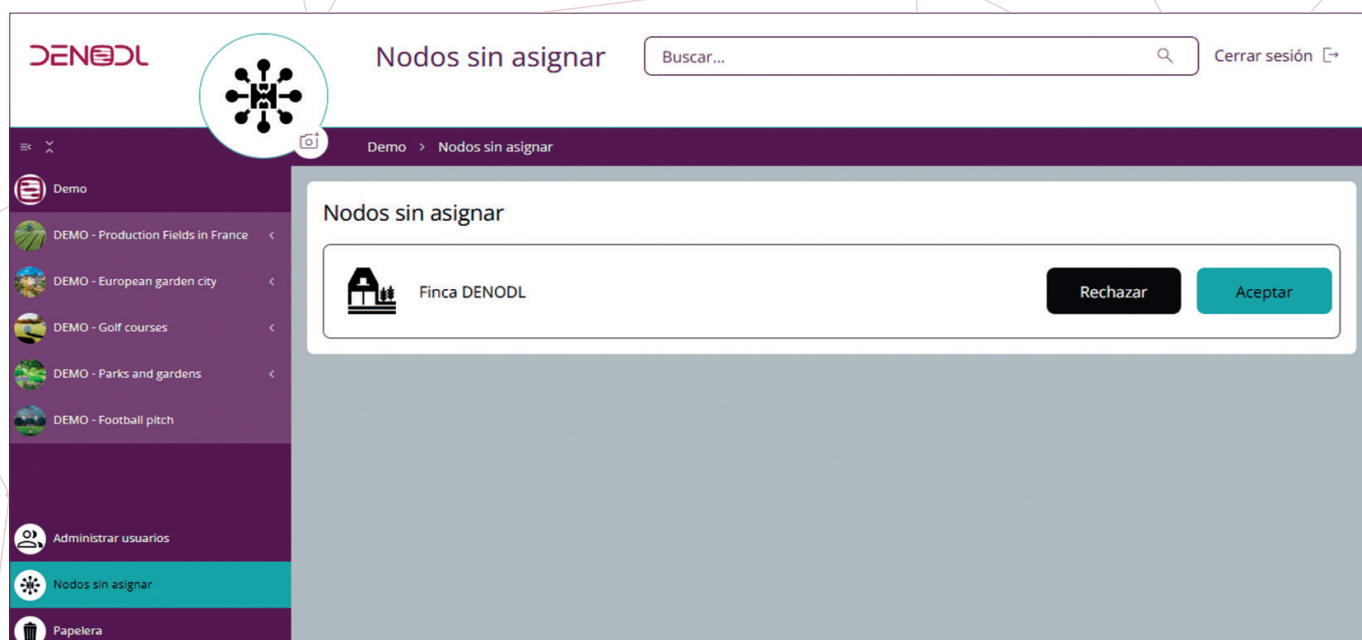 DENODL
Nodos sin asignar
Buscar...
Cerrar sesión
Demo > Nodos sin asignar
Demo
DEMO - Production Fields in France
DEMO - European garden city
DEMO - Golf courses
DEMO - Parks and gardens
DEMO - Football pitch
Administrar usuarios
Nodos sin asignar
Papelera
Nodos sin asignar
Finca DENODL
Rechazar
Aceptar